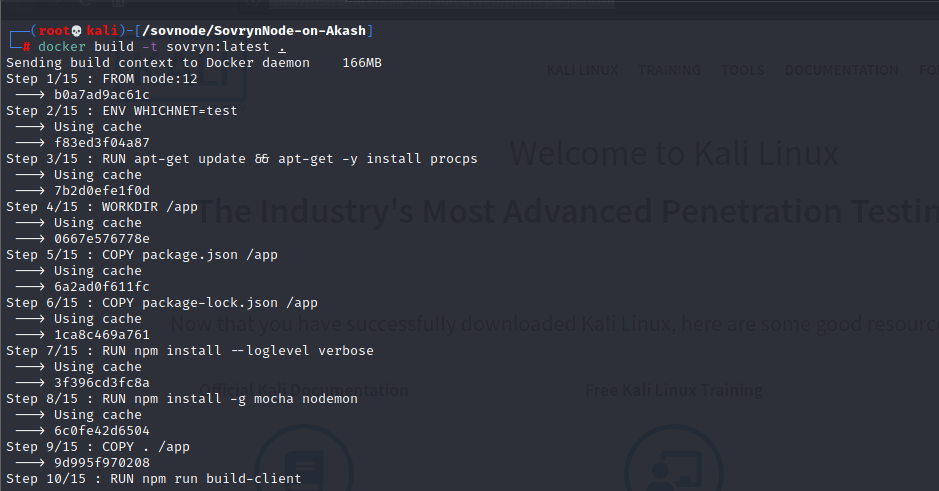 (root💀kali)-[/sovnode/SovrynNode-on-Akash]
# docker build -t sovryn:latest .
Sending build context to Docker daemon    166MB
Step 1/15 : FROM node:12
 ---> b0a7ad9ac61c
Step 2/15 : ENV WHICHNET=test
 ---> Using cache
 ---> f83ed3f04a87
Step 3/15 : RUN apt-get update && apt-get -y install procps
 ---> Using cache
 ---> 7b2d0efe1f0d
Step 4/15 : WORKDIR /app
 ---> Using cache
 ---> 0667e576778e
Step 5/15 : COPY package.json /app
 ---> Using cache
 ---> 6a2ad0f611fc
Step 6/15 : COPY package-lock.json /app
 ---> Using cache
 ---> 1ca8c469a761
Step 7/15 : RUN npm install --loglevel verbose
 ---> Using cache
 ---> 3f396cd3fc8a
Step 8/15 : RUN npm install -g mocha nodemon
 ---> Using cache
 ---> 6c0fe42d6504
Step 9/15 : COPY . /app
 ---> 9d995f970208
Step 10/15 : RUN npm run build-client
KALI LINUX TRAINING TOOLS DOCUMENTATION
Welcome to Kali Linux
The Industry's Most Advanced Penetration
Now that you have successfully downloaded Kali Linux, here are some good
Official Kali Documentation
Free Kali Linux Training